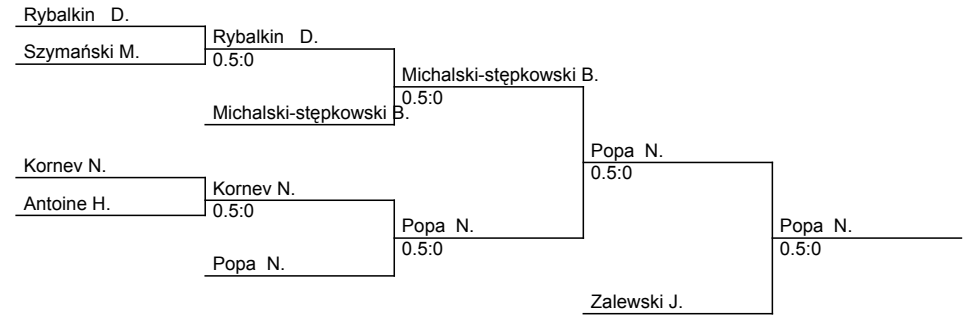 Rybalkin D.
Szymański M.
Rybalkin D.
0.5:0
Michalski-stępkowski B.
Michalski-stępkowski B.
0.5:0
Kornev N.
Antoine H.
Kornev N.
0.5:0
Popa N.
Popa N.
0.5:0
Popa N.
0.5:0
Zalewski J.
Popa N.
0.5:0